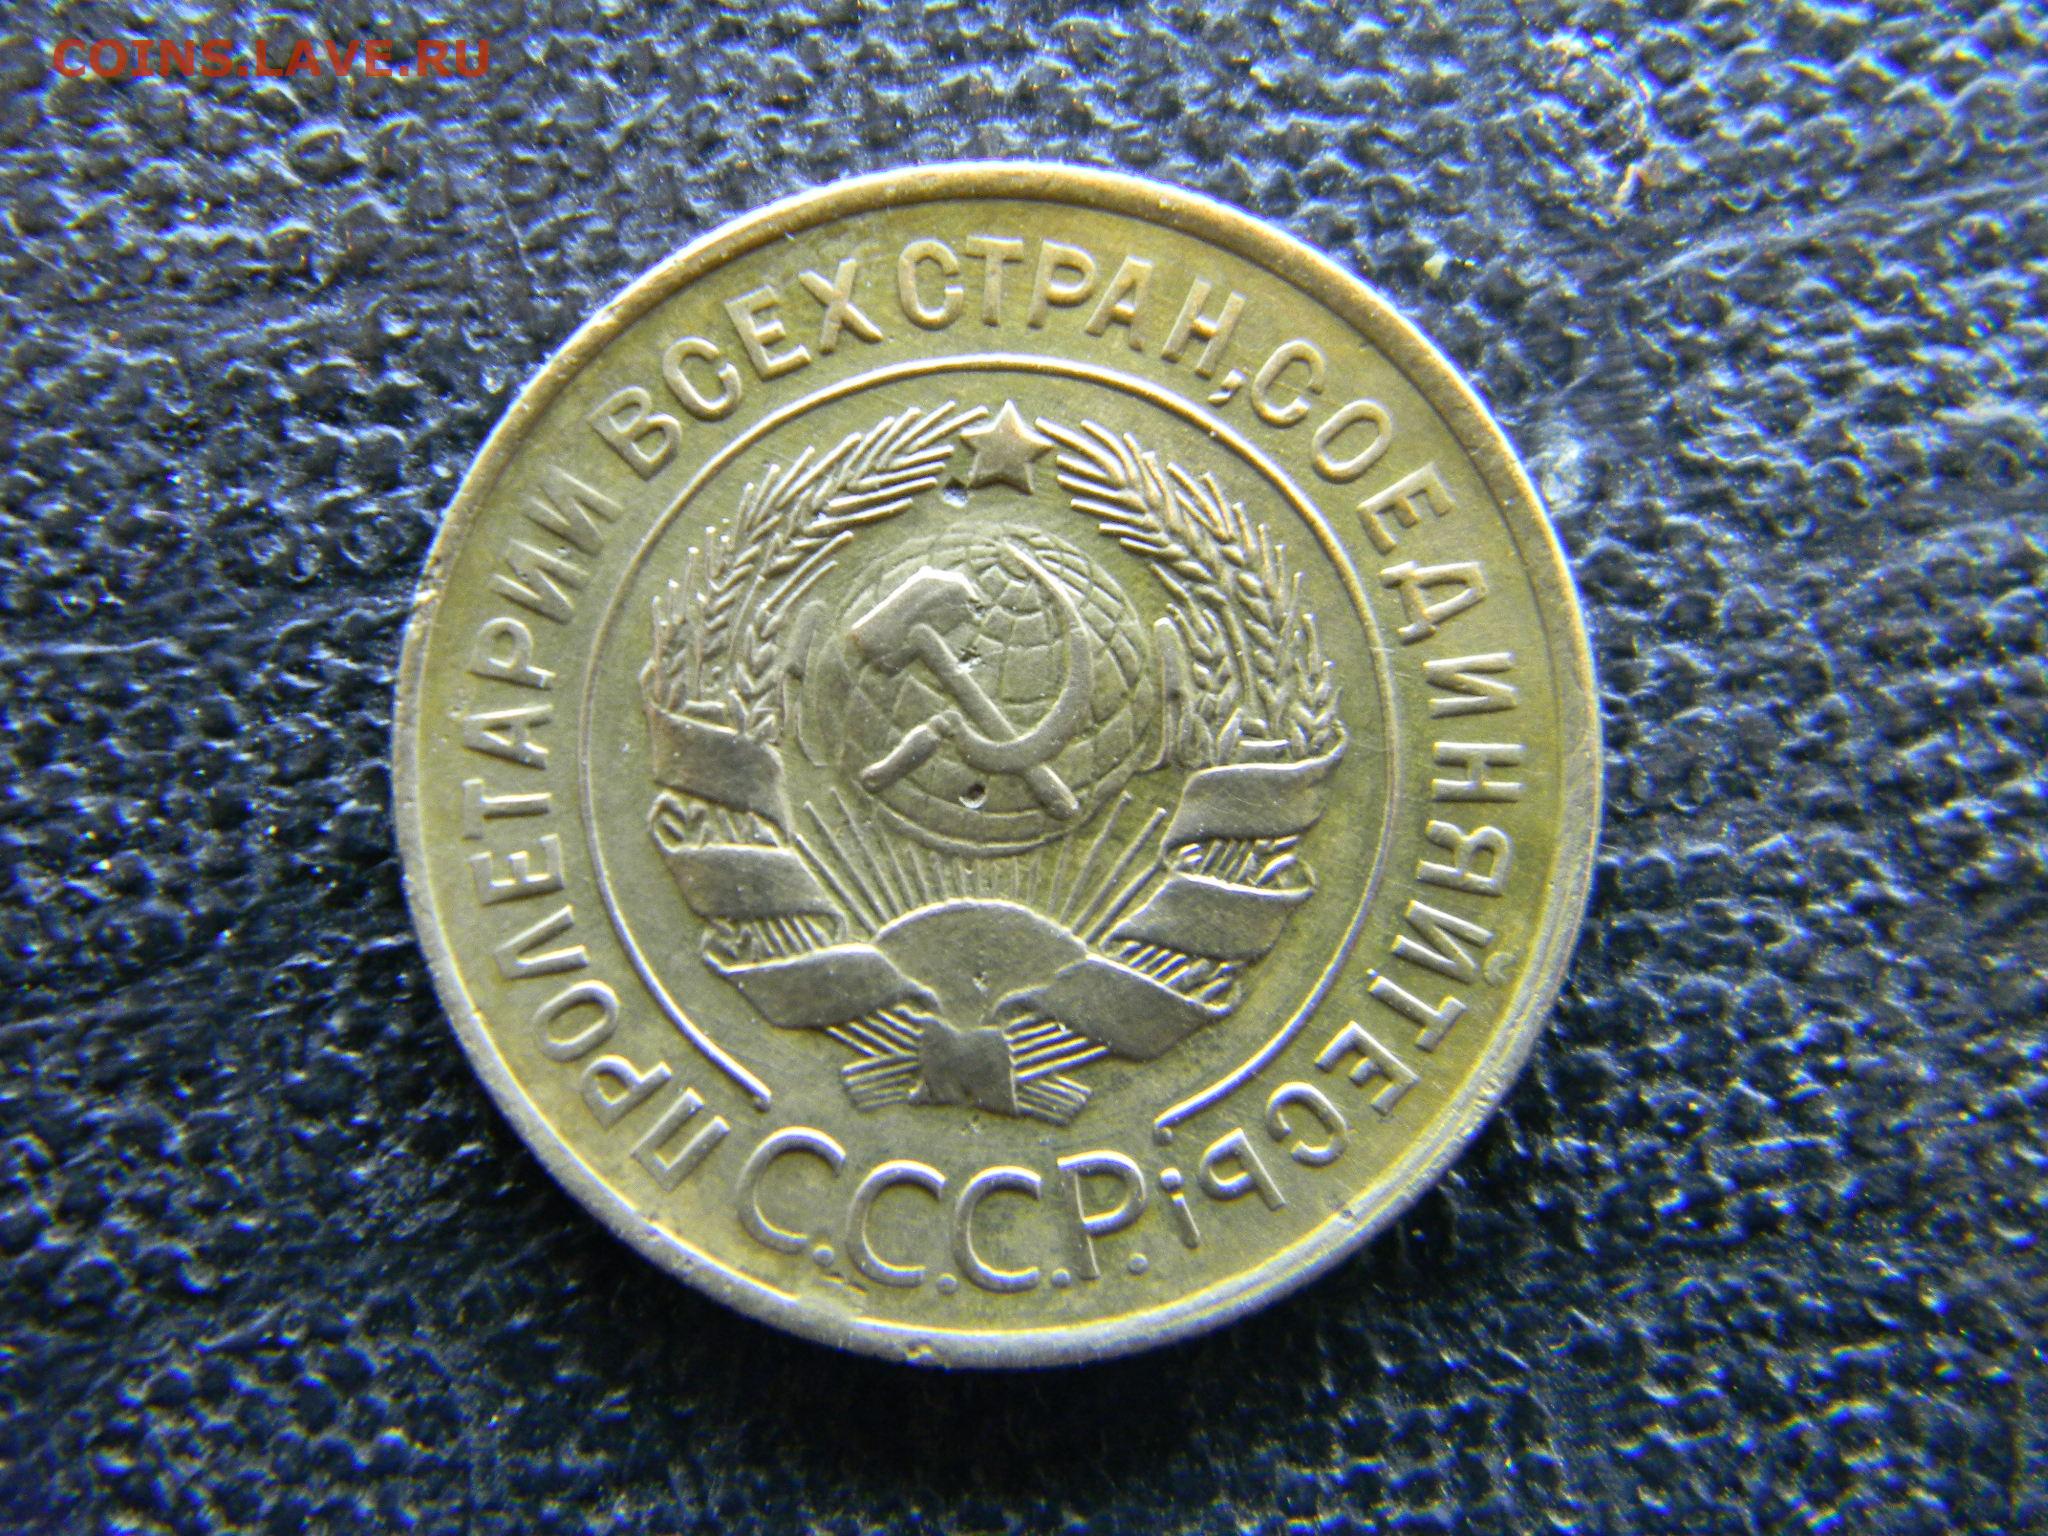 COINS.LAVE.RU
ПРОЛЕТАРИИ ВСЕХ СТРАН, СОЕДИНЯЙТЕСЬ!
С.С.С.Р.